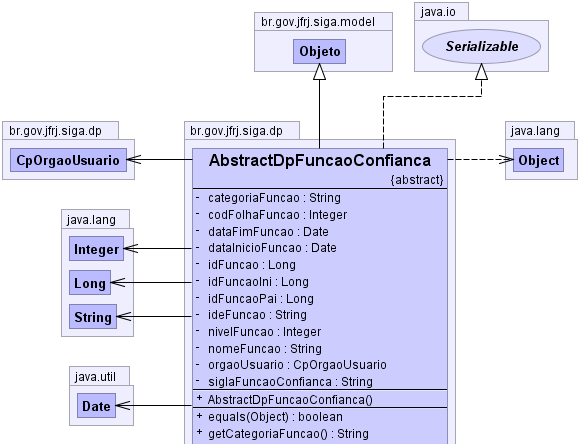 br.gov.jfrj.siga.model
Objeto
java.io
Serializable
br.gov.jfrj.siga.dp
CpOrgaoUsuario
java.lang
Object
java.lang
Integer
Long
String
java.util
Date
br.gov.jfrj.siga.dp
AbstractDpFuncaoConfianca
{abstract}
- categoriaFuncao : String
- codFolhaFuncao : Integer
- dataFimFuncao : Date
- dataInicioFuncao : Date
- idFuncao : Long
- idFuncaoIni : Long
- idFuncaoPai : Long
- ideFuncao : String
- nivelFuncao : Integer
- nomeFuncao : String
- orgaoUsuario : CpOrgaoUsuario
- siglaFuncaoConfianca : String
+ AbstractDpFuncaoConfianca()
+ equals(Object) : boolean
+ getCategoriaFuncao() : String